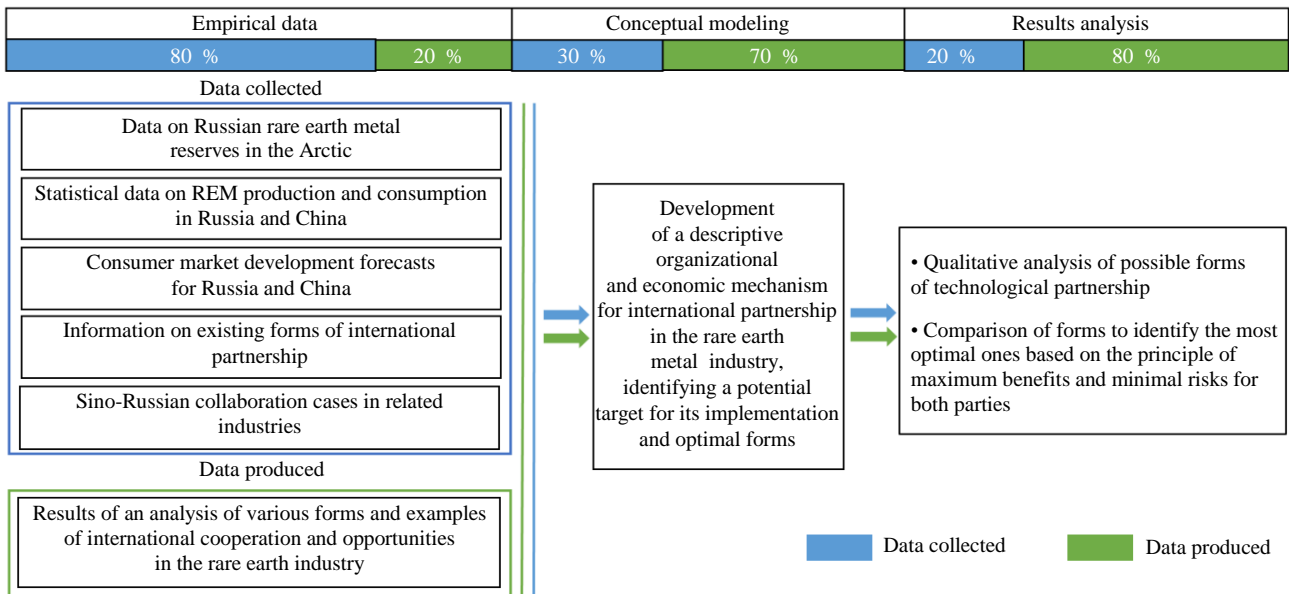 Empirical data
Conceptual modeling
Results analysis
80 %
20 %
30 %
70 %
20 %
80 %
Data collected
Data on Russian rare earth metal
reserves in the Arctic
Statistical data on REM production and consumption
in Russia and China
Consumer market development forecasts
for Russia and China
Information on existing forms of international
partnership
Sino-Russian collaboration cases in related
industries
Data produced
Results of an analysis of various forms and examples
of international cooperation and opportunities
in the rare earth industry
Development
of a descriptive
organizational
and economic mechanism
for international partnership
in the rare earth
metal industry,
identifying a potential
target for its implementation
and optimal forms
• Qualitative analysis of possible forms
of technological partnership
• Comparison of forms to identify the most
optimal ones based on the principle of
maximum benefits and minimal risks for
both parties
Data collected
Data produced